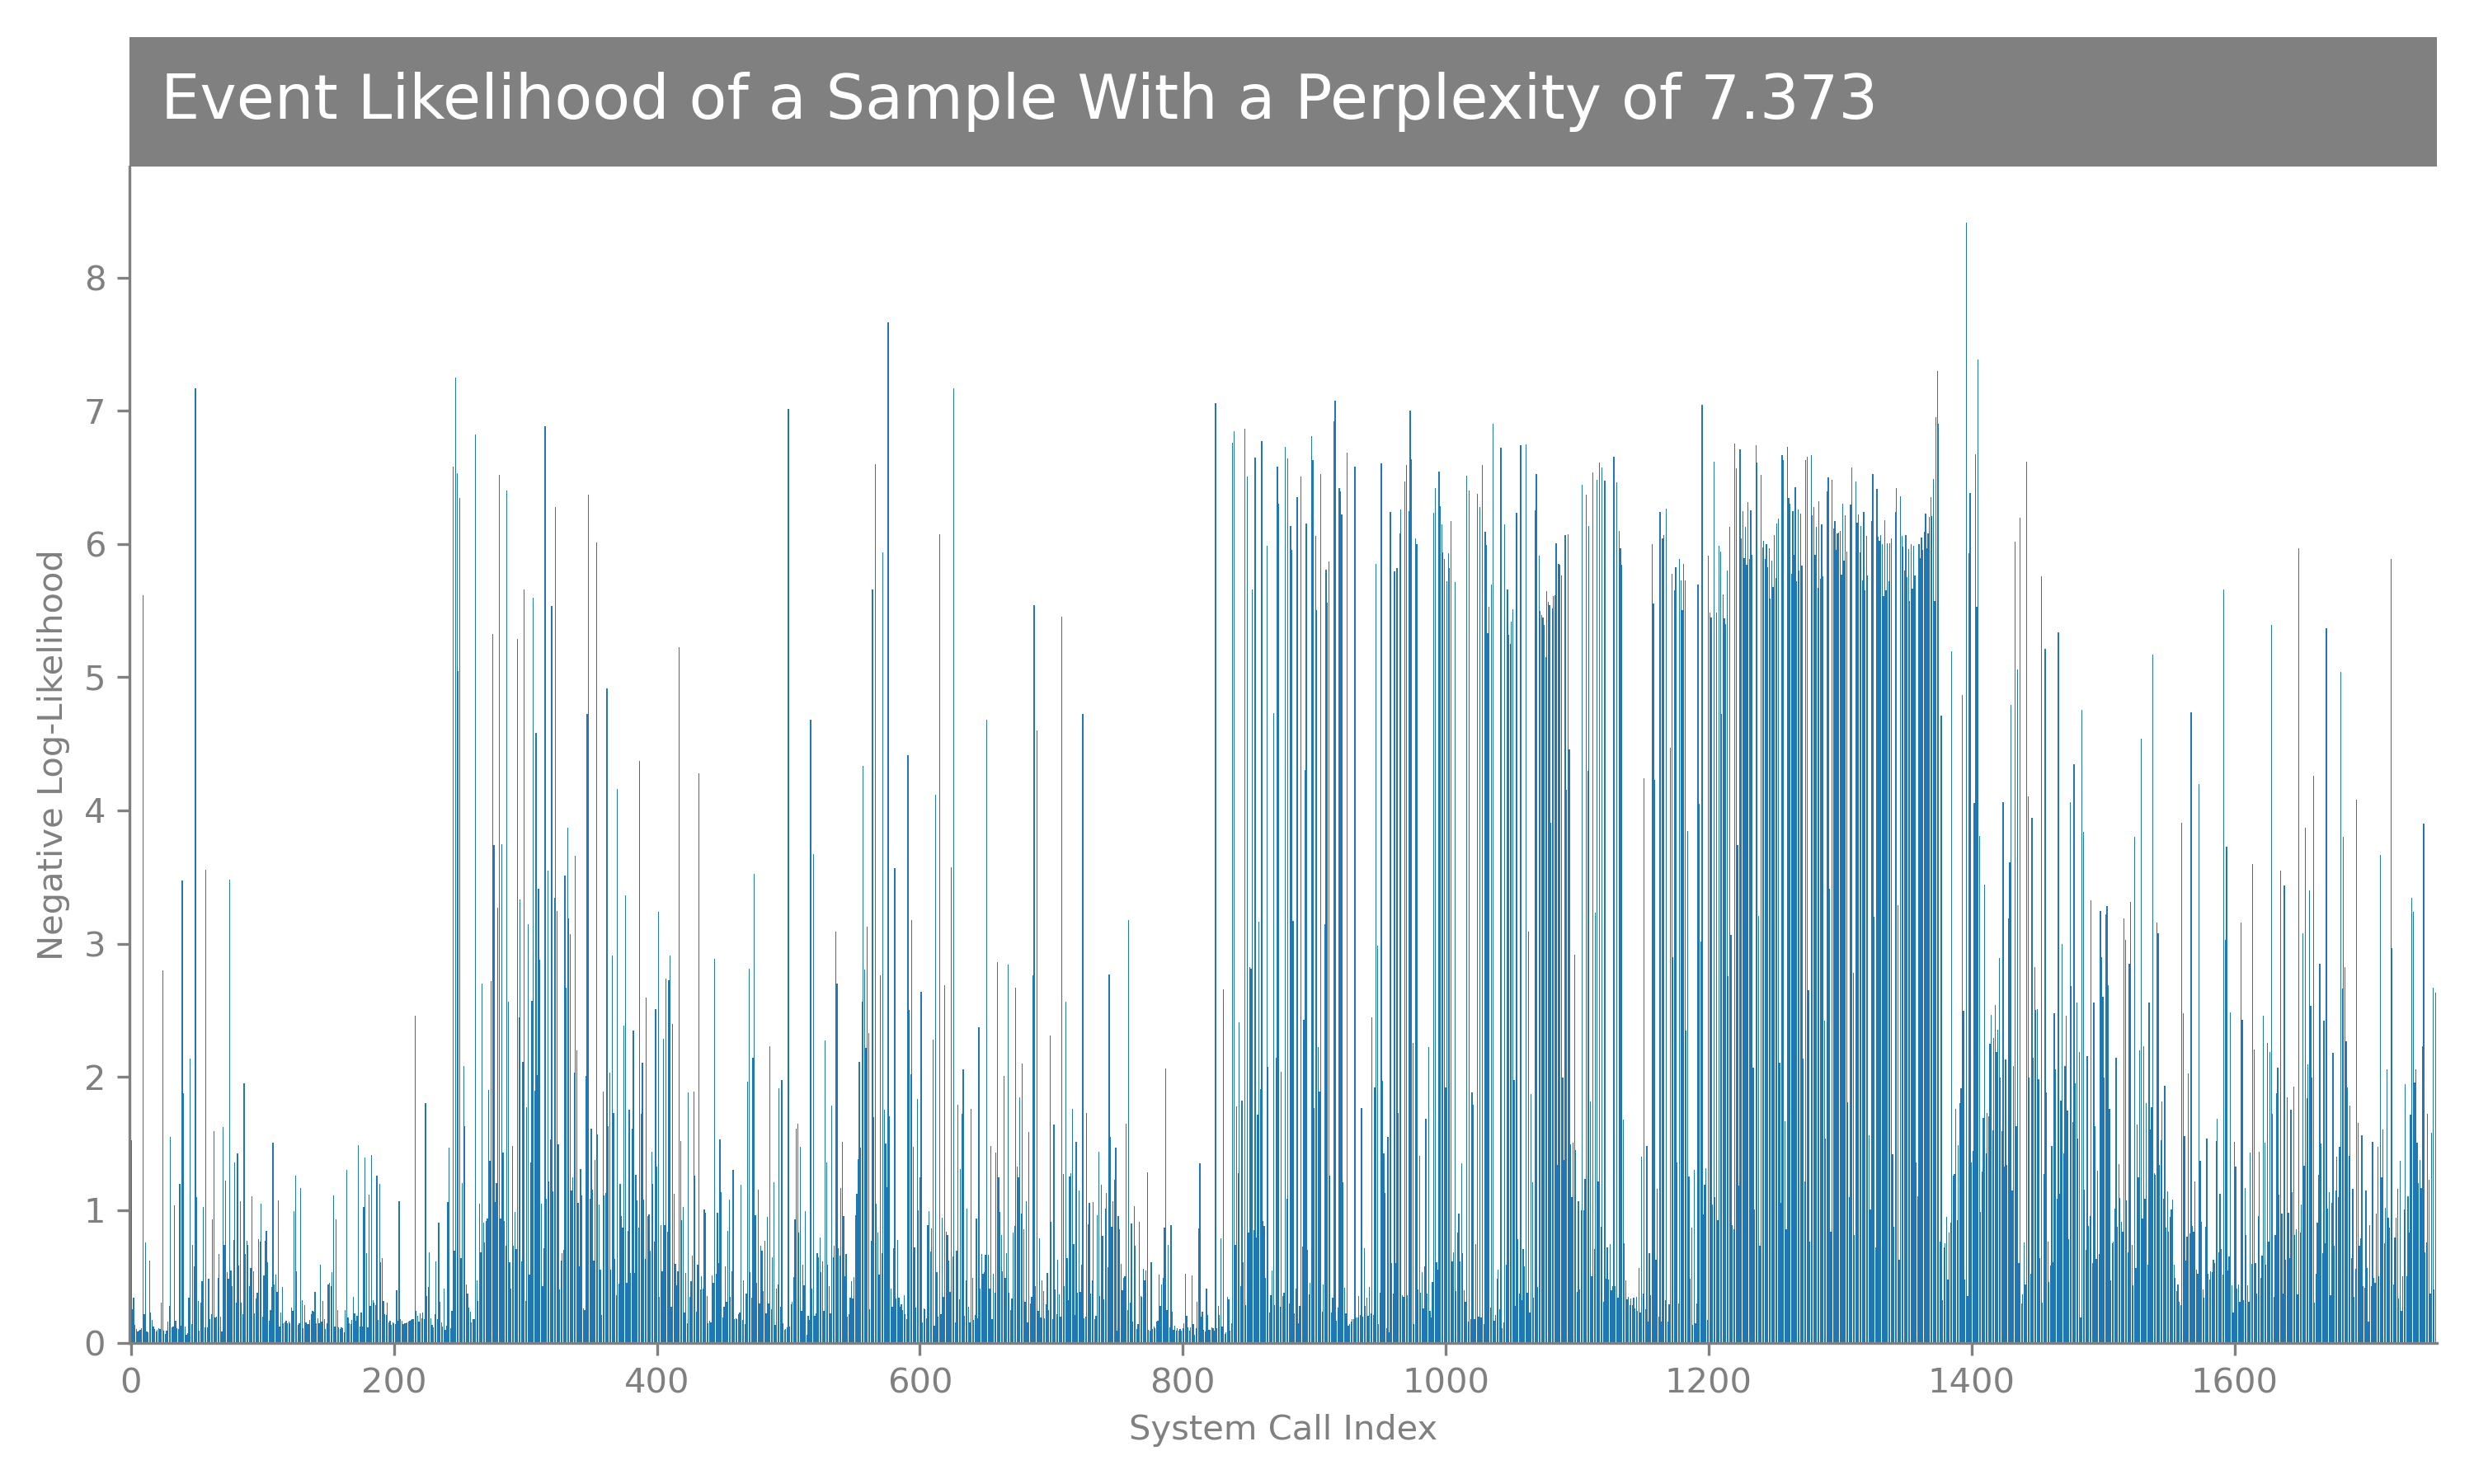 Event Likelihood of a Sample With a Perplexity of 7.373
8
7
6
5
4
3
2
1
0
Negative Log-Likelihood
0 200 400 600 800 1000 1200 1400 1600
System Call Index